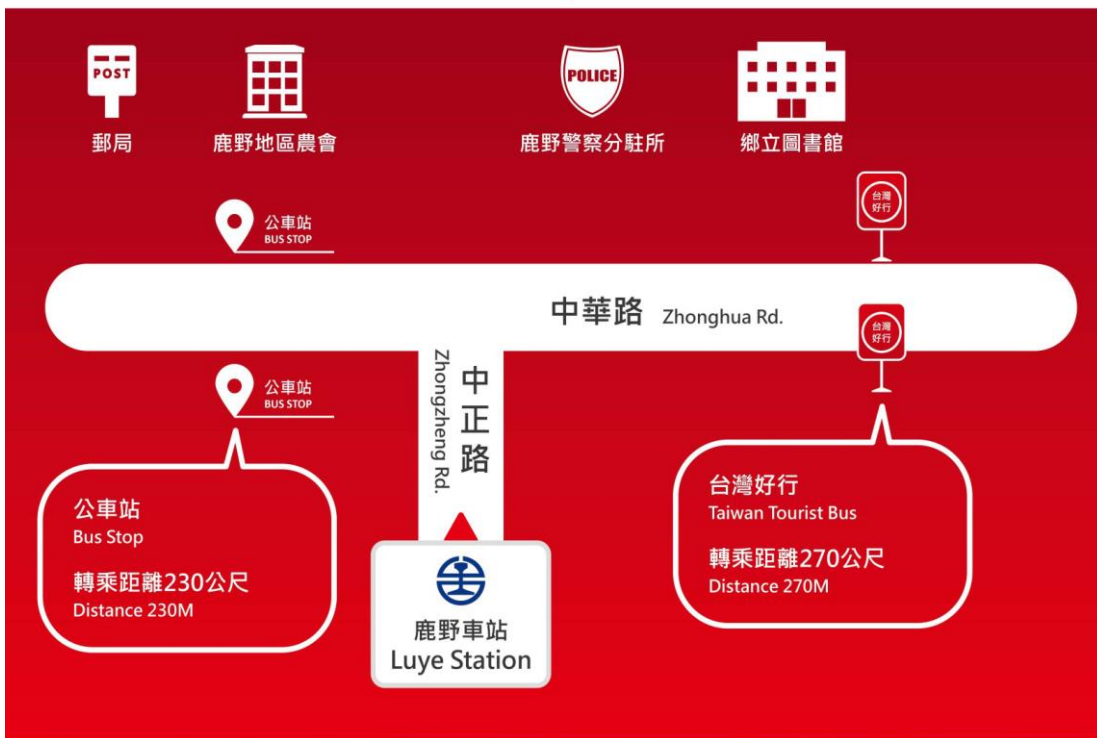 POST
郵局
鹿野地區農會
POLICE
鹿野警察分駐所
鄉立圖書館
公車站
BUS STOP
台灣
好行
中華路 Zhonghua Rd.
台灣
好行
公車站
BUS STOP
中正路
Zhongzheng Rd.
公車站
Bus Stop
轉乘距離230公尺
Distance 230M
台灣好行
Taiwan Tourist Bus
轉乘距離270公尺
Distance 270M
鹿野車站
Luye Station